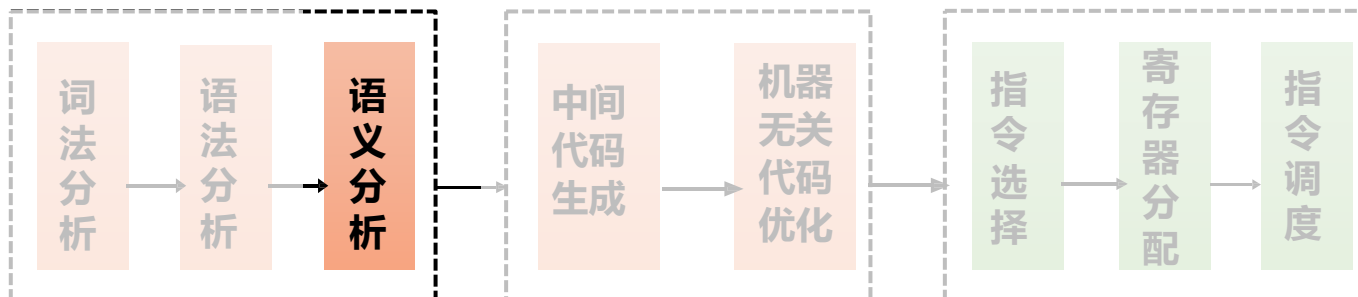 词法分析
语法分析
语义分析
中间
代码
生成
机器
无关
代码
优化
指令选择
寄存器分配
指令调度